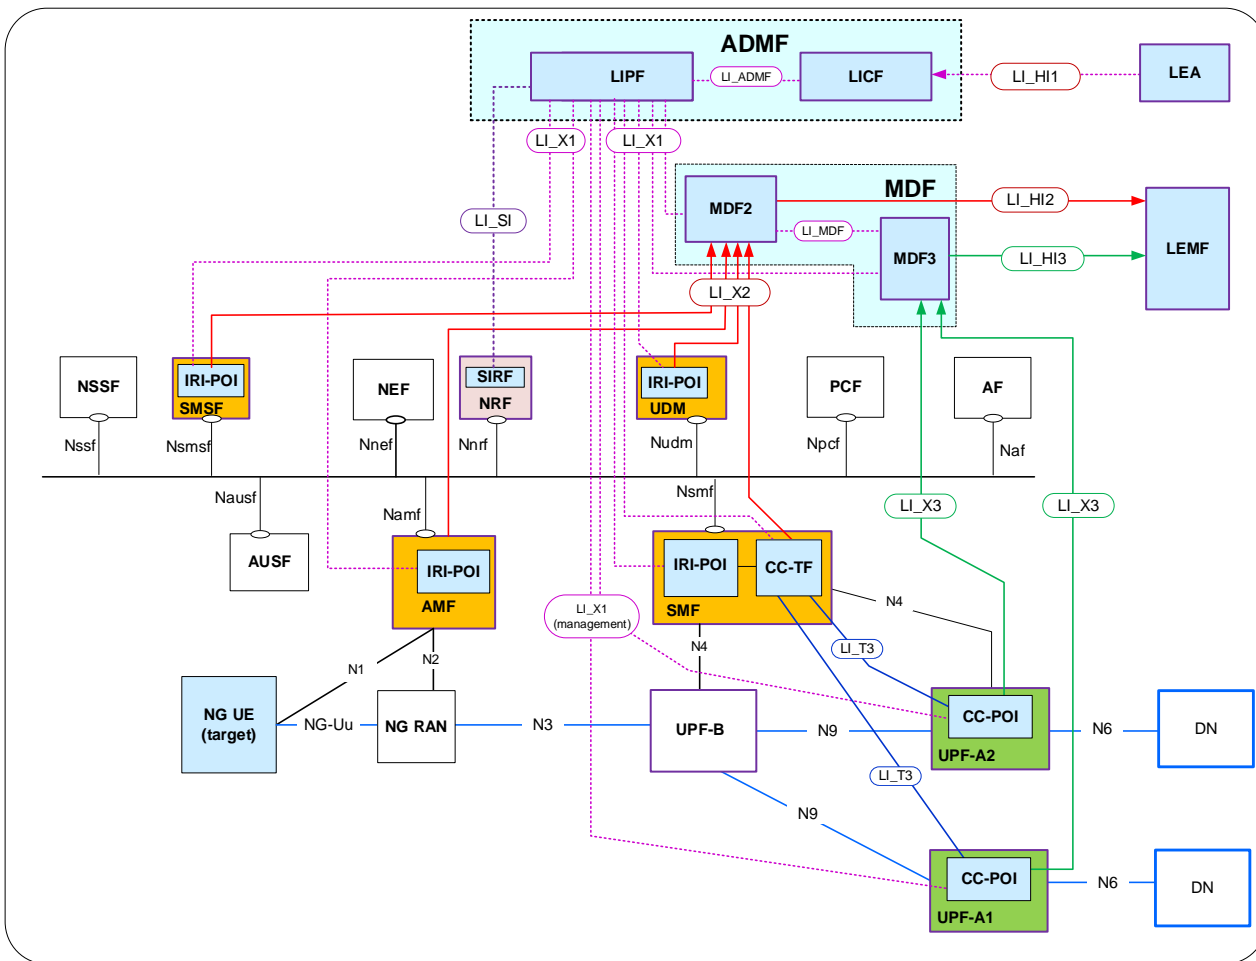 ADMF
LIPF
LI_ADMF
LICF
LI_HI1
LEA
LI_X1
LI_X1
MDF
MDF2
LI_HI2
LI_SI
LI_MDF
LEMF
MDF3
LI_HI3
LI_X2
NSSF
IRI-POI
SMSF
NEF
SIRF
NRF
IRI-POI
UDM
PCF
AF
Nssf
Nsmsf
Nnef
Nnrf
Nudm
Npcf
Naf
Nausf
Namf
Nsmf
LI_X3
LI_X3
AUSF
IRI-POI
AMF
IRI-POI
CC-TF
SMF
LI_X1
(management)
N4
N1
N2
N4
LI_T3
NG UE
(target)
NG-Uu
NG RAN
N3
UPF-B
N9
CC-POI
UPF-A2
N6
DN
LI_T3
N9
CC-POI
UPF-A1
N6
DN